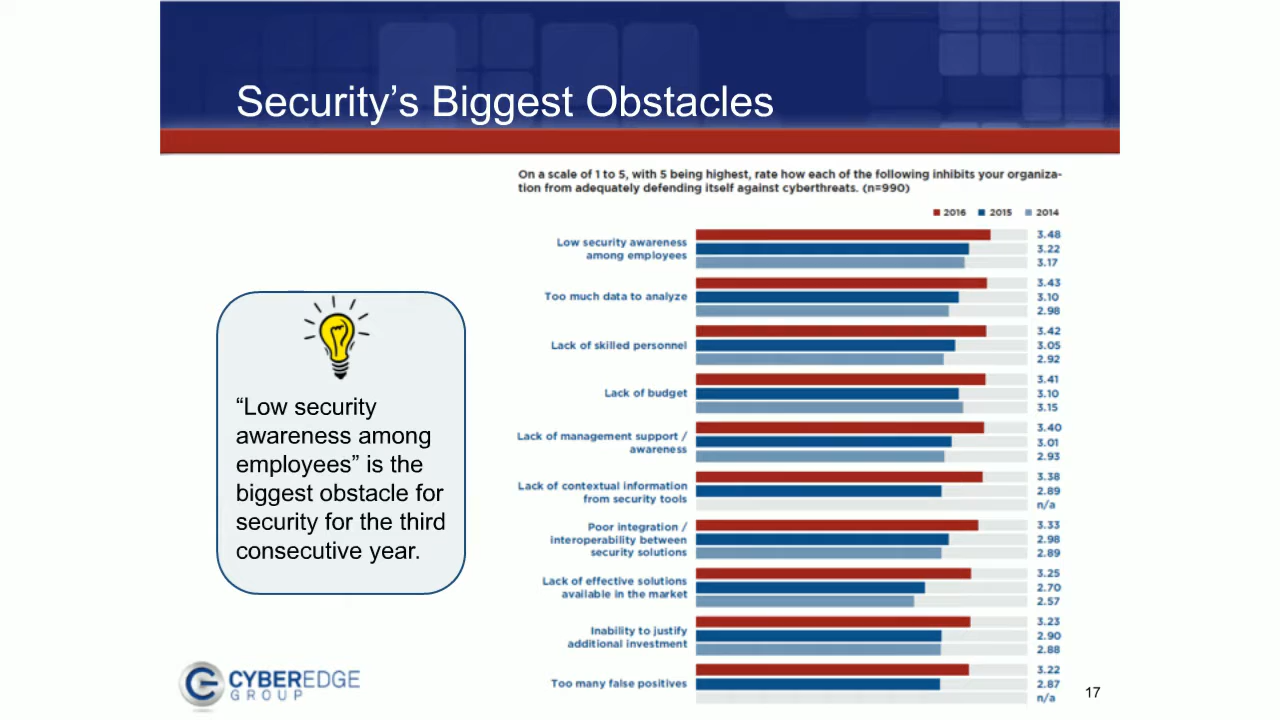 Security’s Biggest Obstacles
On a scale of 1 to 5, with 5 being highest, rate how each of the following inhibits your organiza-
tion from adequately defending itself against cyberthreats. (n=990)
2016 2015 2014
Low security awareness
among employees
3.48
3.22
3.17
Too much data to analyze
3.43
3.10
2.98
Lack of skilled personnel
3.42
3.05
2.92
Lack of budget
3.41
3.10
3.15
Lack of management support /
awareness
3.40
3.01
2.93
Lack of contextual information
from security tools
3.38
2.89
n/a
Poor integration /
interoperability between
security solutions
3.33
2.98
2.89
Lack of effective solutions
available in the market
3.25
2.70
2.57
Inability to justify
additional investment
3.23
2.90
2.88
Too many false positives
3.22
2.87
n/a
“Low security
awareness among
employees” is the
biggest obstacle for
security for the third
consecutive year.
CYBEREDGE
GROUP
17